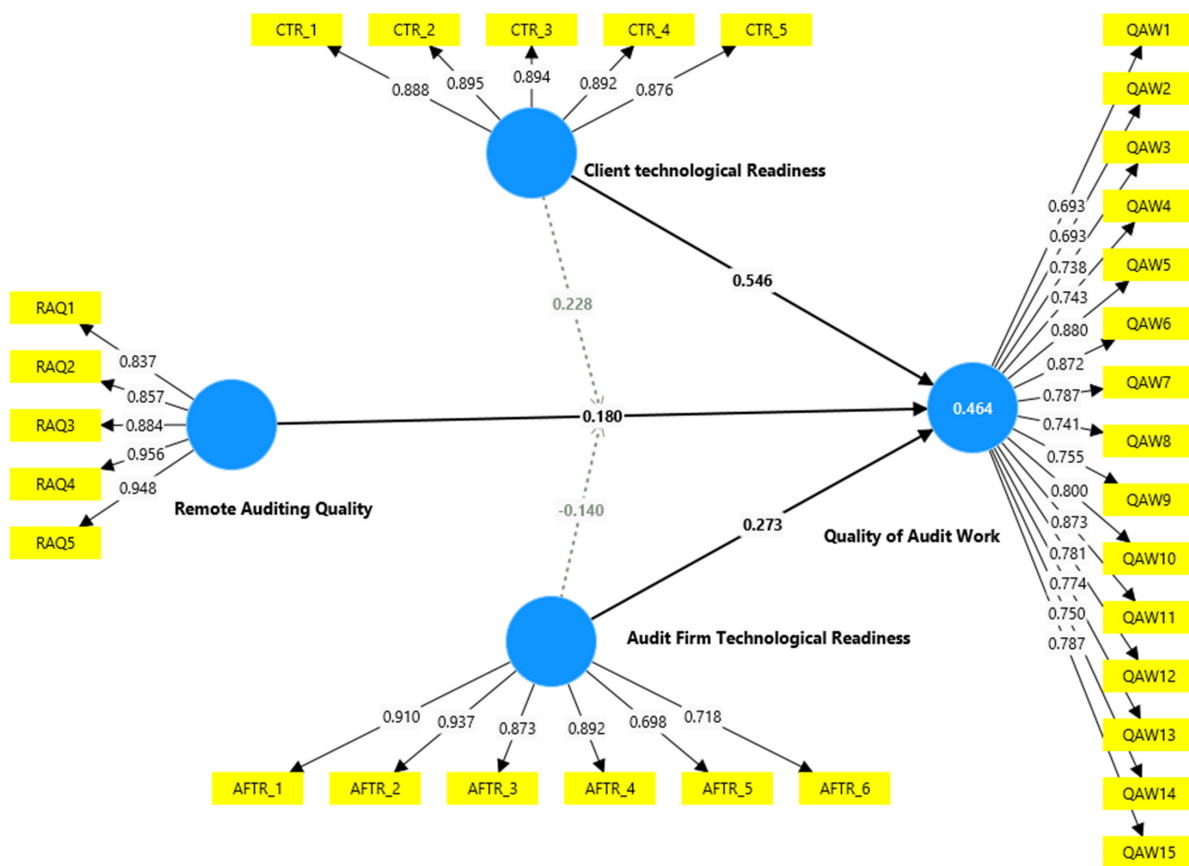 CTR_1
CTR_2
CTR_3
CTR_4
CTR_5
0.888
0.895
0.894
0.892
0.876
Client technological Readiness
0.546
0.228
RAQ1
RAQ2
RAQ3
RAQ4
RAQ5
0.837
0.857
0.884
0.956
0.948
Remote Auditing Quality
0.180
-0.140
0.273
0.464
Quality of Audit Work
Audit Firm Technological Readiness
0.910
0.937
0.873
0.892
0.698
0.718
AFTR_1
AFTR_2
AFTR_3
AFTR_4
AFTR_5
AFTR_6
0.693
0.693
0.738
0.743
0.880
0.872
0.787
0.741
0.755
0.800
0.873
0.781
0.774
0.750
0.787
QAW1
QAW2
QAW3
QAW4
QAW5
QAW6
QAW7
QAW8
QAW9
QAW10
QAW11
QAW12
QAW13
QAW14
QAW15